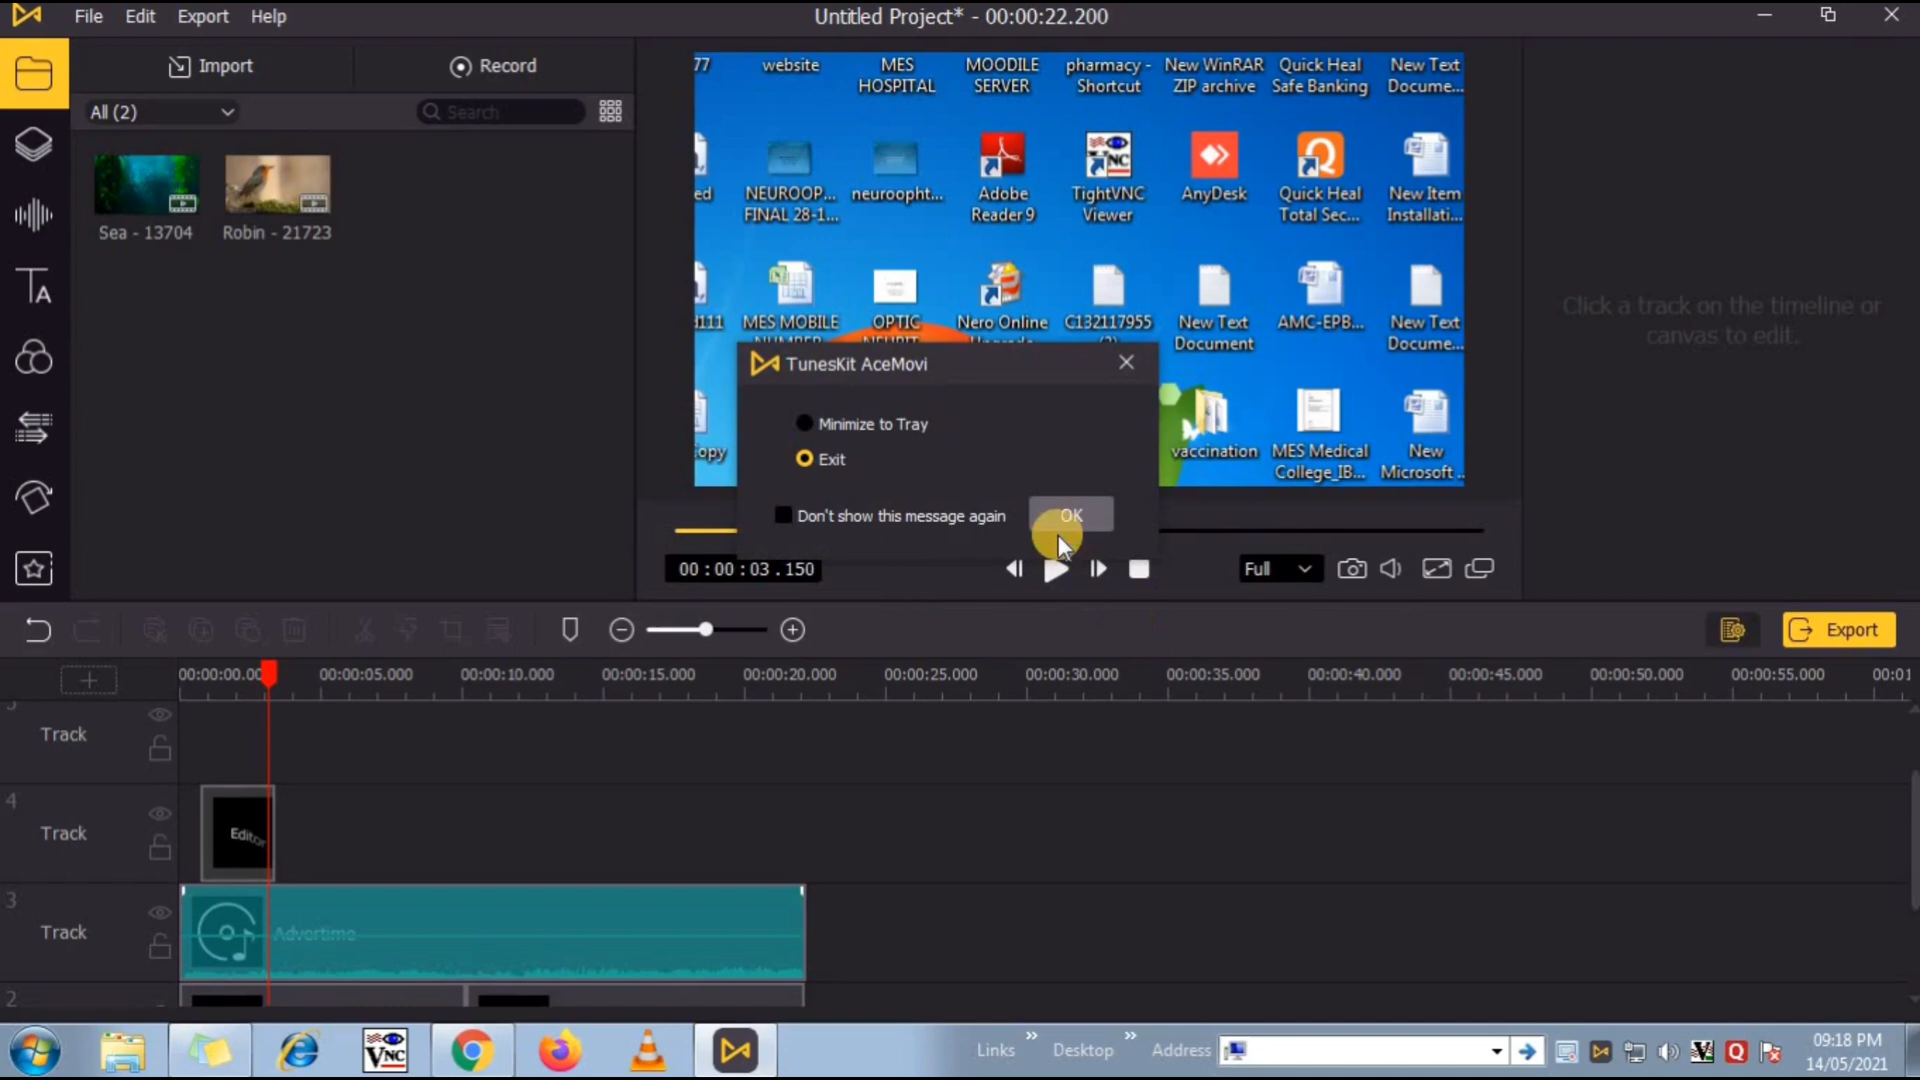 File Edit Export Help
Untitled Project* - 00:00:22.200
Import
Record
All (2)
Search
Sea - 13704
Robin - 21723
77
website
MES
HOSPITAL
MOODILE
SERVER
pharmacy -
Shortcut
New WinRAR
ZIP archive
Quick Heal
Safe Banking
New Text
Docume...
ed
NEUROOP...
FINAL 28-1...
neuroopht...
Adobe
Reader 9
TightVNC
Viewer
AnyDesk
Quick Heal
Total Sec...
New Item
Installati...
d111
MES MOBILE
NUMBER
OPTIC
Nero Online
C132117955
New Text
Document
AMC-EPB...
New Text
Docume...
opy
vaccination
MES Medical
College_IB...
New
Microsoft ...
TunesKit AceMovi
Minimize to Tray
Exit
Don't show this message again
OK
Click a track on the timeline or
canvas to edit.
00 : 00 : 03 . 150
Full
Export
00:00:00.00
00:00:05.000
00:00:10.000
00:00:15.000
00:00:20.000
00:00:25.000
00:00:30.000
00:00:35.000
00:00:40.000
00:00:45.000
00:00:50.000
00:00:55.000
00:01
Track
4
Track
Editor
3
Track
Advertime
2
VNC
Links
Desktop
Address
09:18 PM
14/05/2021